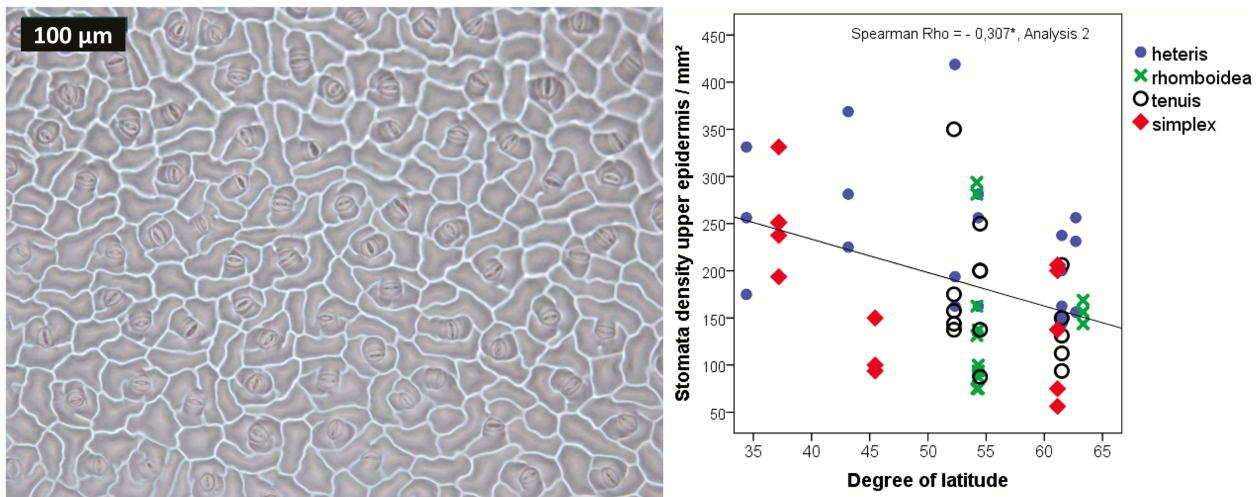 100 µm
Spearman Rho = - 0,307*, Analysis 2
Stomata density upper epidermis / mm²
450
400
350
300
250
200
150
100
50
35 40 45 50 55 60 65
Degree of latitude
heteris
rhomboidea
tenuis
simplex